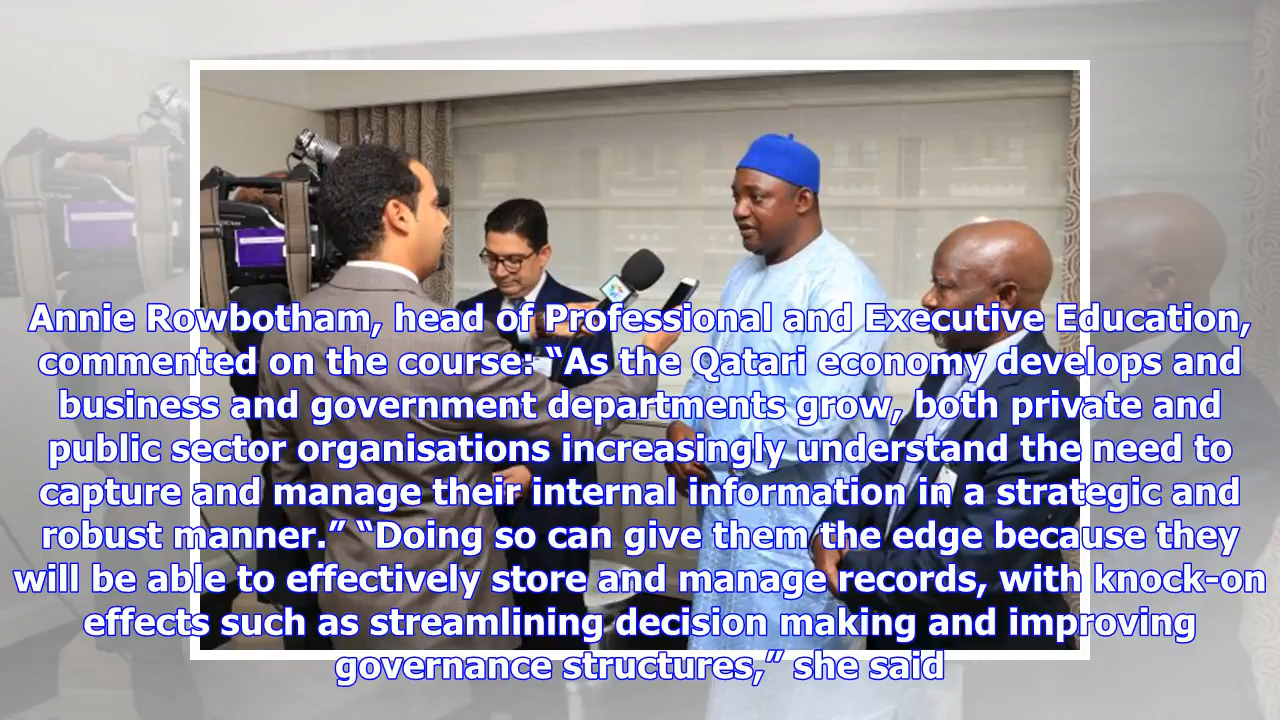 Annie Rowbotham, head of Professional and Executive Education,
commented on the course: “As the Qatari economy develops and
business and government departments grow, both private and
public sector organisations increasingly understand the need to
capture and manage their internal information in a strategic and
robust manner.” “Doing so can give them the edge because they
will be able to effectively store and manage records, with knock-on
effects such as streamlining decision making and improving
governance structures,” she said